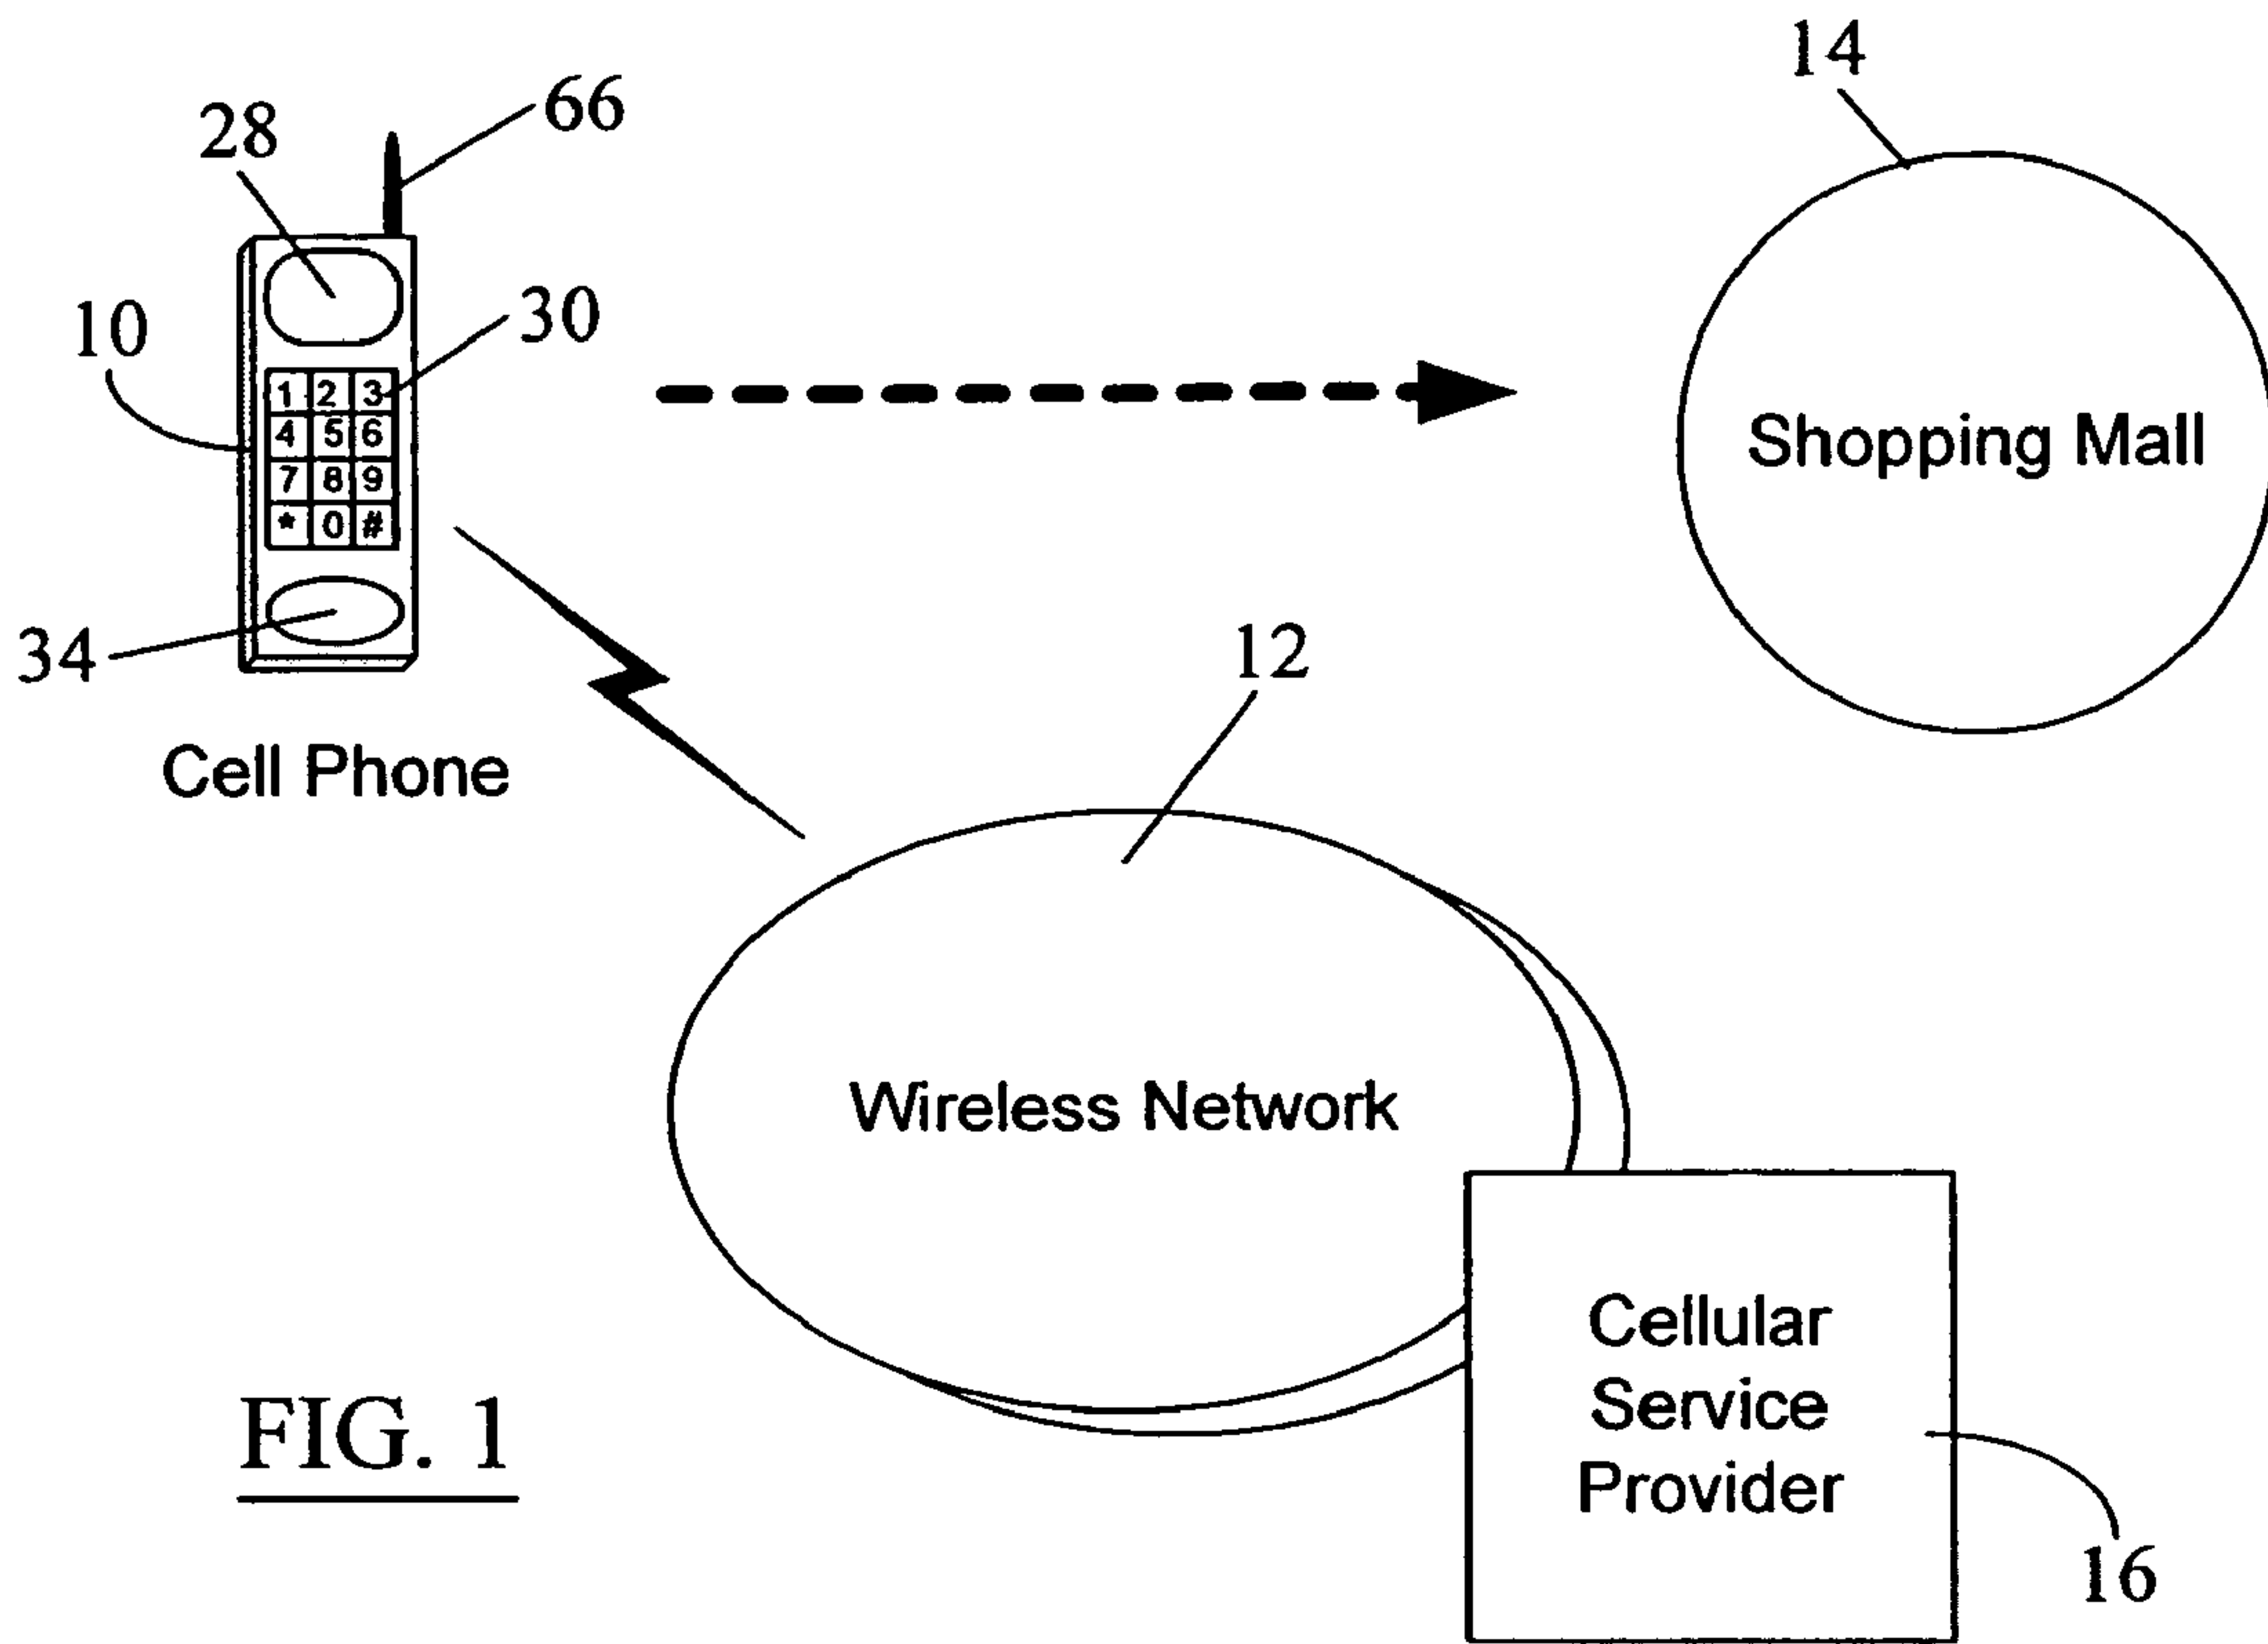 14
66
28
10
30
1 2 3
4 5 6
7 8 9
* 0 #
Shopping Mall
34
12
Cell Phone
Wireless Network
Cellular
Service
Provider
FIG. 1
16